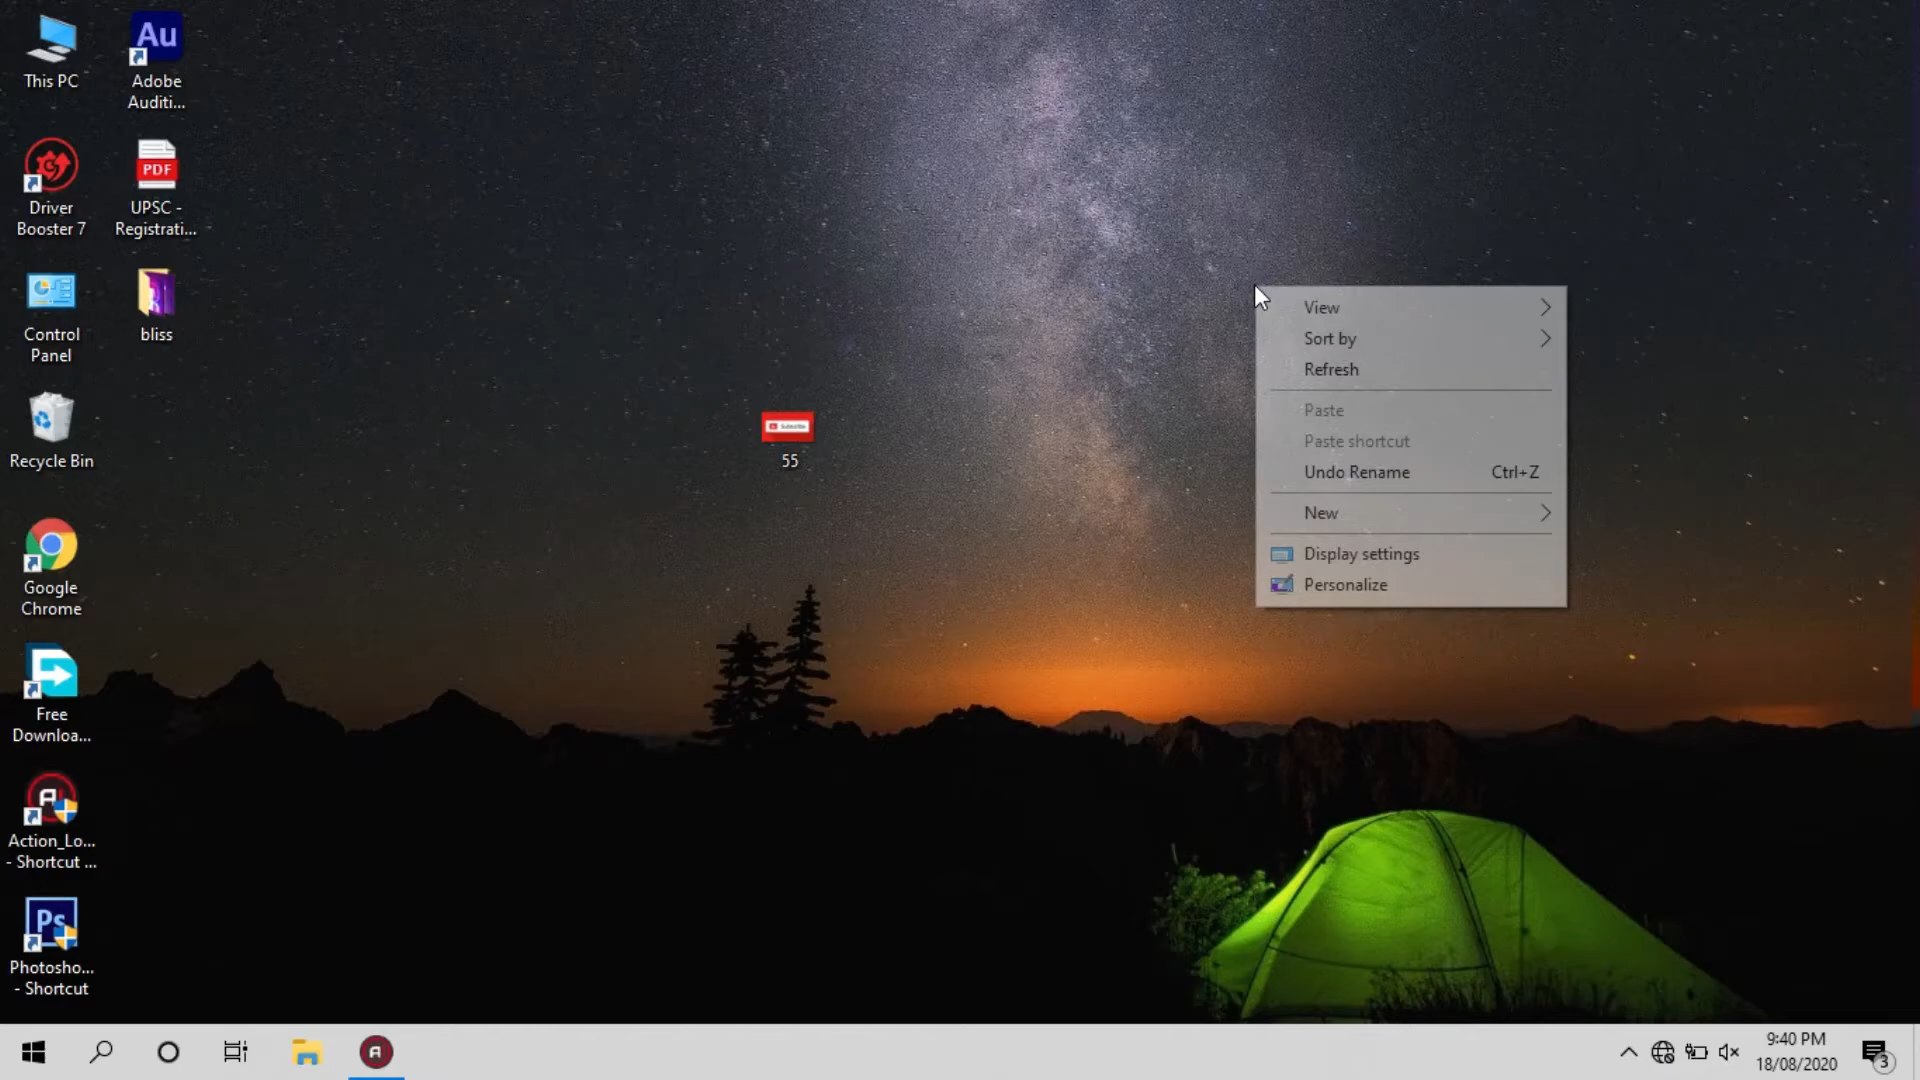 This PC
Au
Adobe
Auditi...
Driver
Booster 7
PDF
UPSC -
Registrati...
Control
Panel
bliss
Recycle Bin
Google
Chrome
Free
Downloa...
Action_Lo...
- Shortcut ...
Ps
Photosho...
- Shortcut
Subscribe
55
View
Sort by
Refresh
Paste
Paste shortcut
Undo Rename Ctrl+Z
New
Display settings
Personalize
9:40 PM
18/08/2020
3